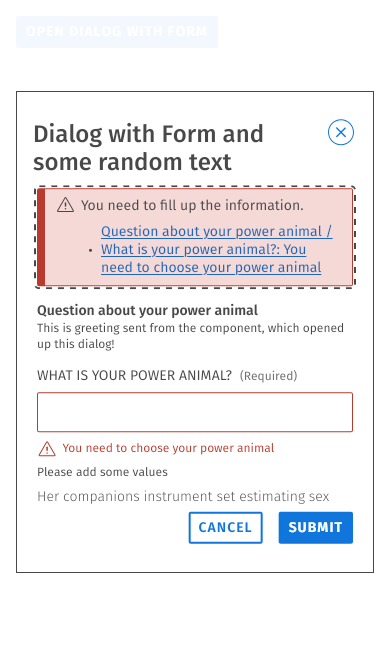 OPEN DIALOG WITH FORM
Dialog with Form and
some random text
You need to fill up the information.
• Question about your power animal /
What is your power animal?: You
need to choose your power animal
Question about your power animal
This is greeting sent from the component, which opened
up this dialog!
WHAT IS YOUR POWER ANIMAL? (Required)
You need to choose your power animal
Please add some values
Her companions instrument set estimating sex
CANCEL SUBMIT